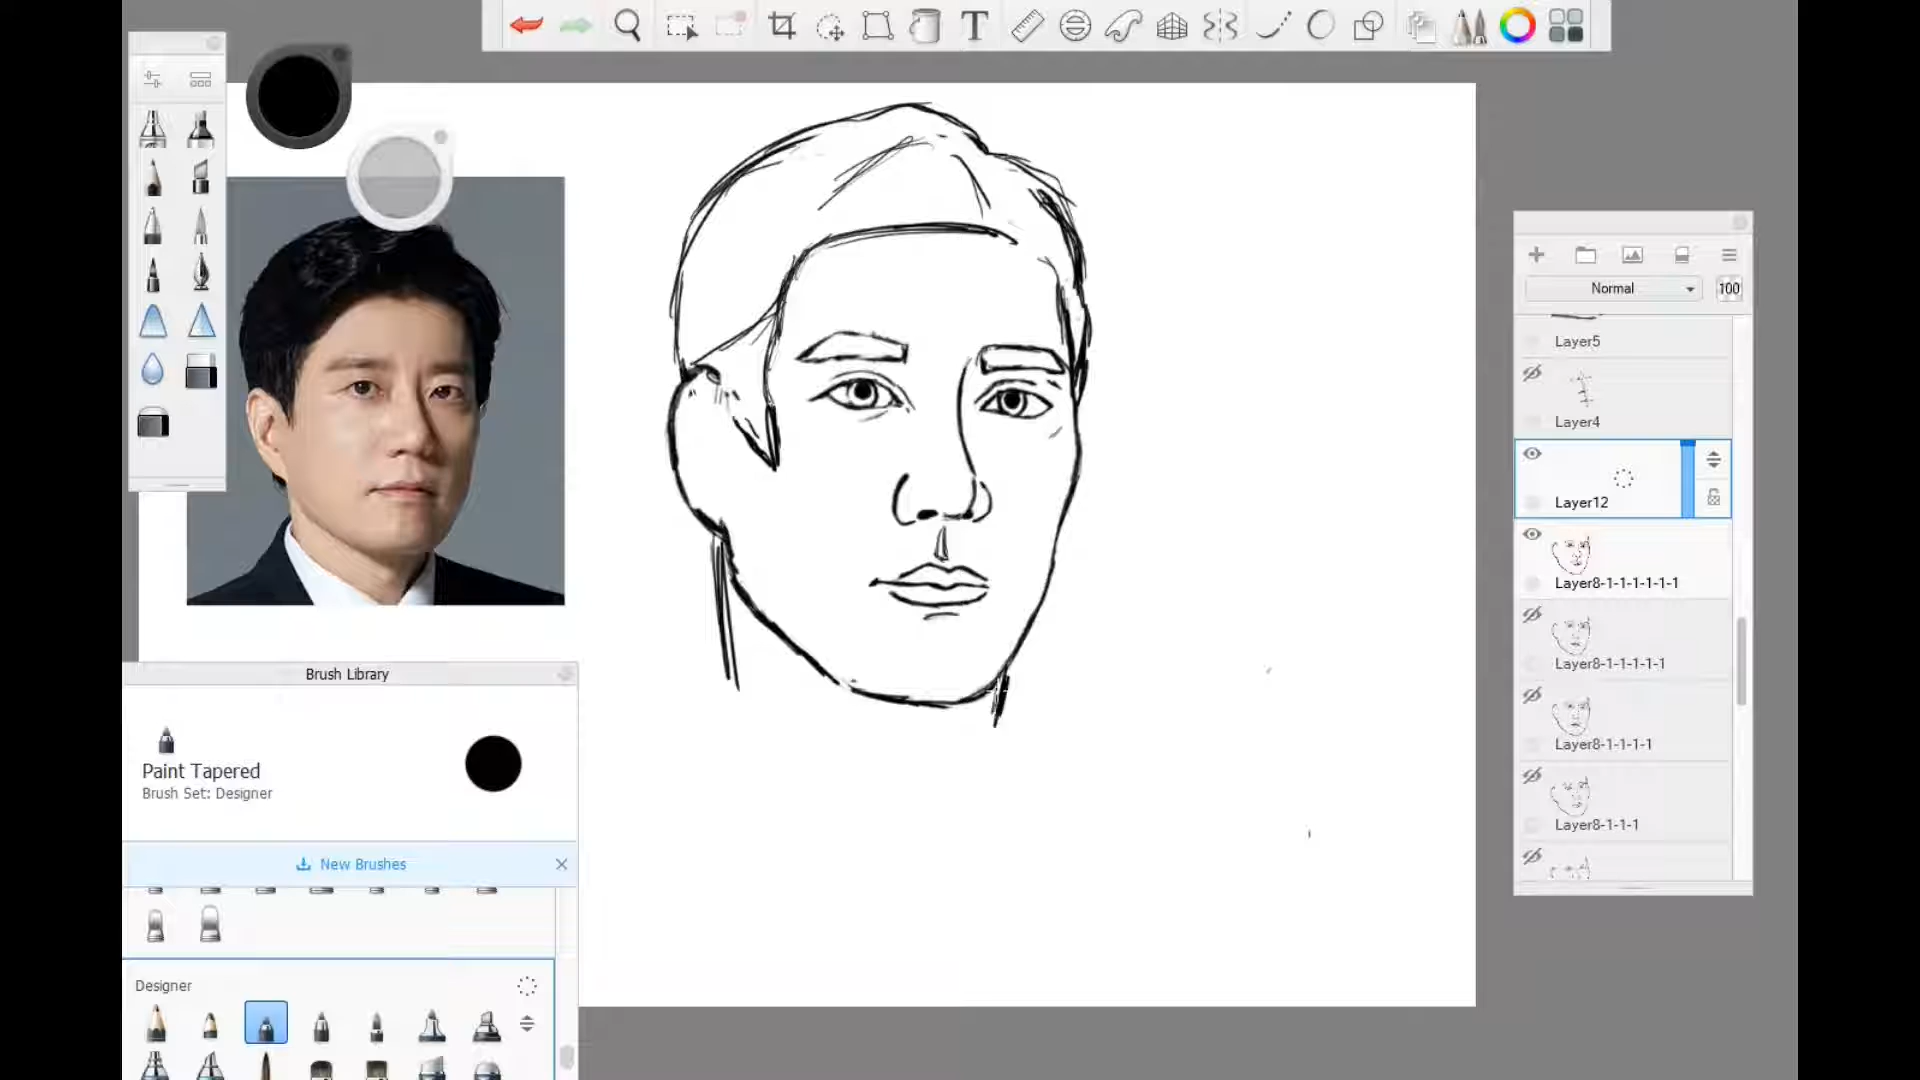 T
Normal
100
Layer5
Layer4
Layer12
Layer8-1-1-1-1-1-1
Layer8-1-1-1-1-1
Layer8-1-1-1-1
Layer8-1-1-1
Brush Library
Paint Tapered
Brush Set: Designer
New Brushes
Designer